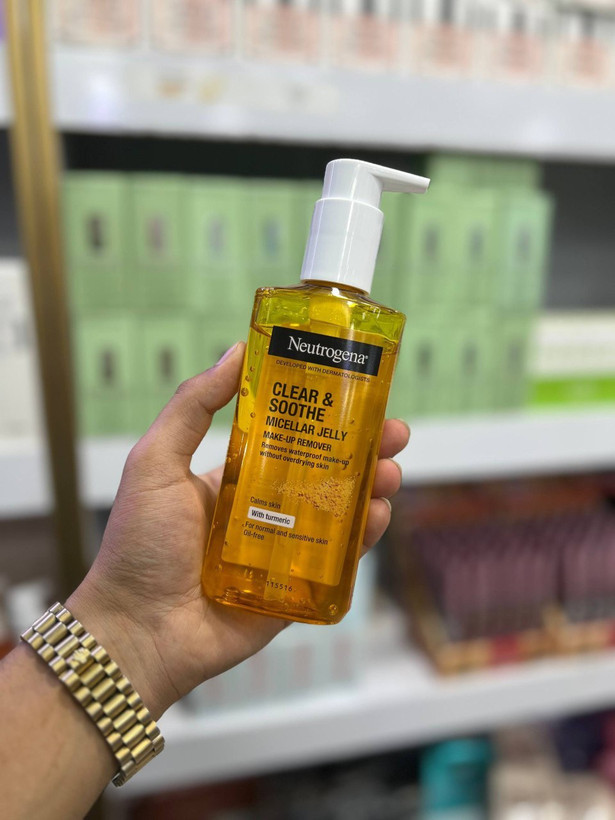 Neutrogena®
DEVELOPED WITH DERMATOLOGISTS
CLEAR &
SOOTHE
MICELLAR JELLY
MAKE-UP REMOVER
Removes waterproof make-up
without overdrying skin
Calms skin
With turmeric
For normal and sensitive skin
Oil-free
113516